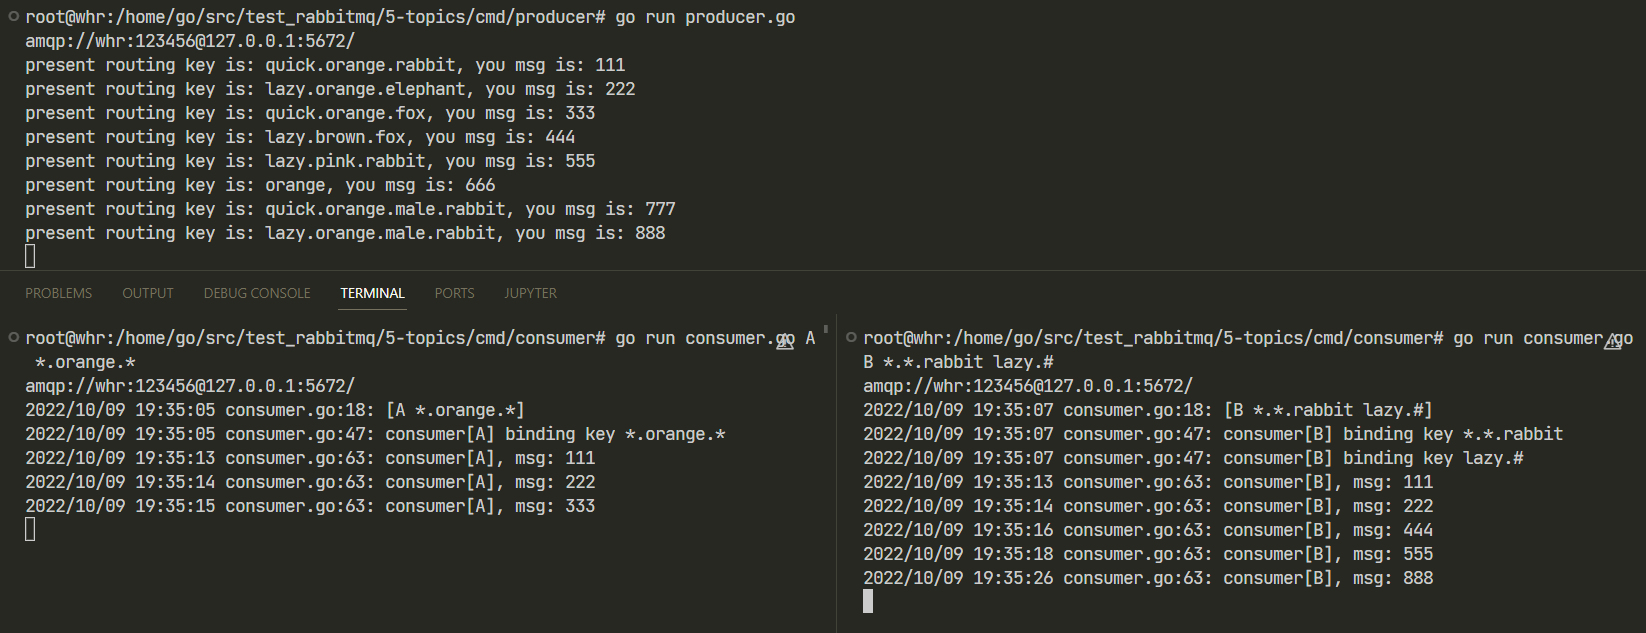 root@whr:/home/go/src/test_rabbitmq/5-topics/cmd/producer# go run producer.go
amqp://whr:123456@127.0.0.1:5672/
present routing key is: quick.orange.rabbit, you msg is: 111
present routing key is: lazy.orange.elephant, you msg is: 222
present routing key is: quick.orange.fox, you msg is: 333
present routing key is: lazy.brown.fox, you msg is: 444
present routing key is: lazy.pink.rabbit, you msg is: 555
present routing key is: orange, you msg is: 666
present routing key is: quick.orange.male.rabbit, you msg is: 777
present routing key is: lazy.orange.male.rabbit, you msg is: 888
PROBLEMS OUTPUT DEBUG CONSOLE TERMINAL PORTS JUPYTER
root@whr:/home/go/src/test_rabbitmq/5-topics/cmd/consumer# go run consumer.go A
*.orange.*
amqp://whr:123456@127.0.0.1:5672/
2022/10/09 19:35:05 consumer.go:18: [A *.orange.*]
2022/10/09 19:35:05 consumer.go:47: consumer[A] binding key *.orange.*
2022/10/09 19:35:13 consumer.go:63: consumer[A], msg: 111
2022/10/09 19:35:14 consumer.go:63: consumer[A], msg: 222
2022/10/09 19:35:15 consumer.go:63: consumer[A], msg: 333
root@whr:/home/go/src/test_rabbitmq/5-topics/cmd/consumer# go run consumer.go
B *.*.rabbit lazy.#
amqp://whr:123456@127.0.0.1:5672/
2022/10/09 19:35:07 consumer.go:18: [B *.*.rabbit lazy.#]
2022/10/09 19:35:07 consumer.go:47: consumer[B] binding key *.*.rabbit
2022/10/09 19:35:07 consumer.go:47: consumer[B] binding key lazy.#
2022/10/09 19:35:13 consumer.go:63: consumer[B], msg: 111
2022/10/09 19:35:14 consumer.go:63: consumer[B], msg: 222
2022/10/09 19:35:16 consumer.go:63: consumer[B], msg: 444
2022/10/09 19:35:18 consumer.go:63: consumer[B], msg: 555
2022/10/09 19:35:26 consumer.go:63: consumer[B], msg: 888